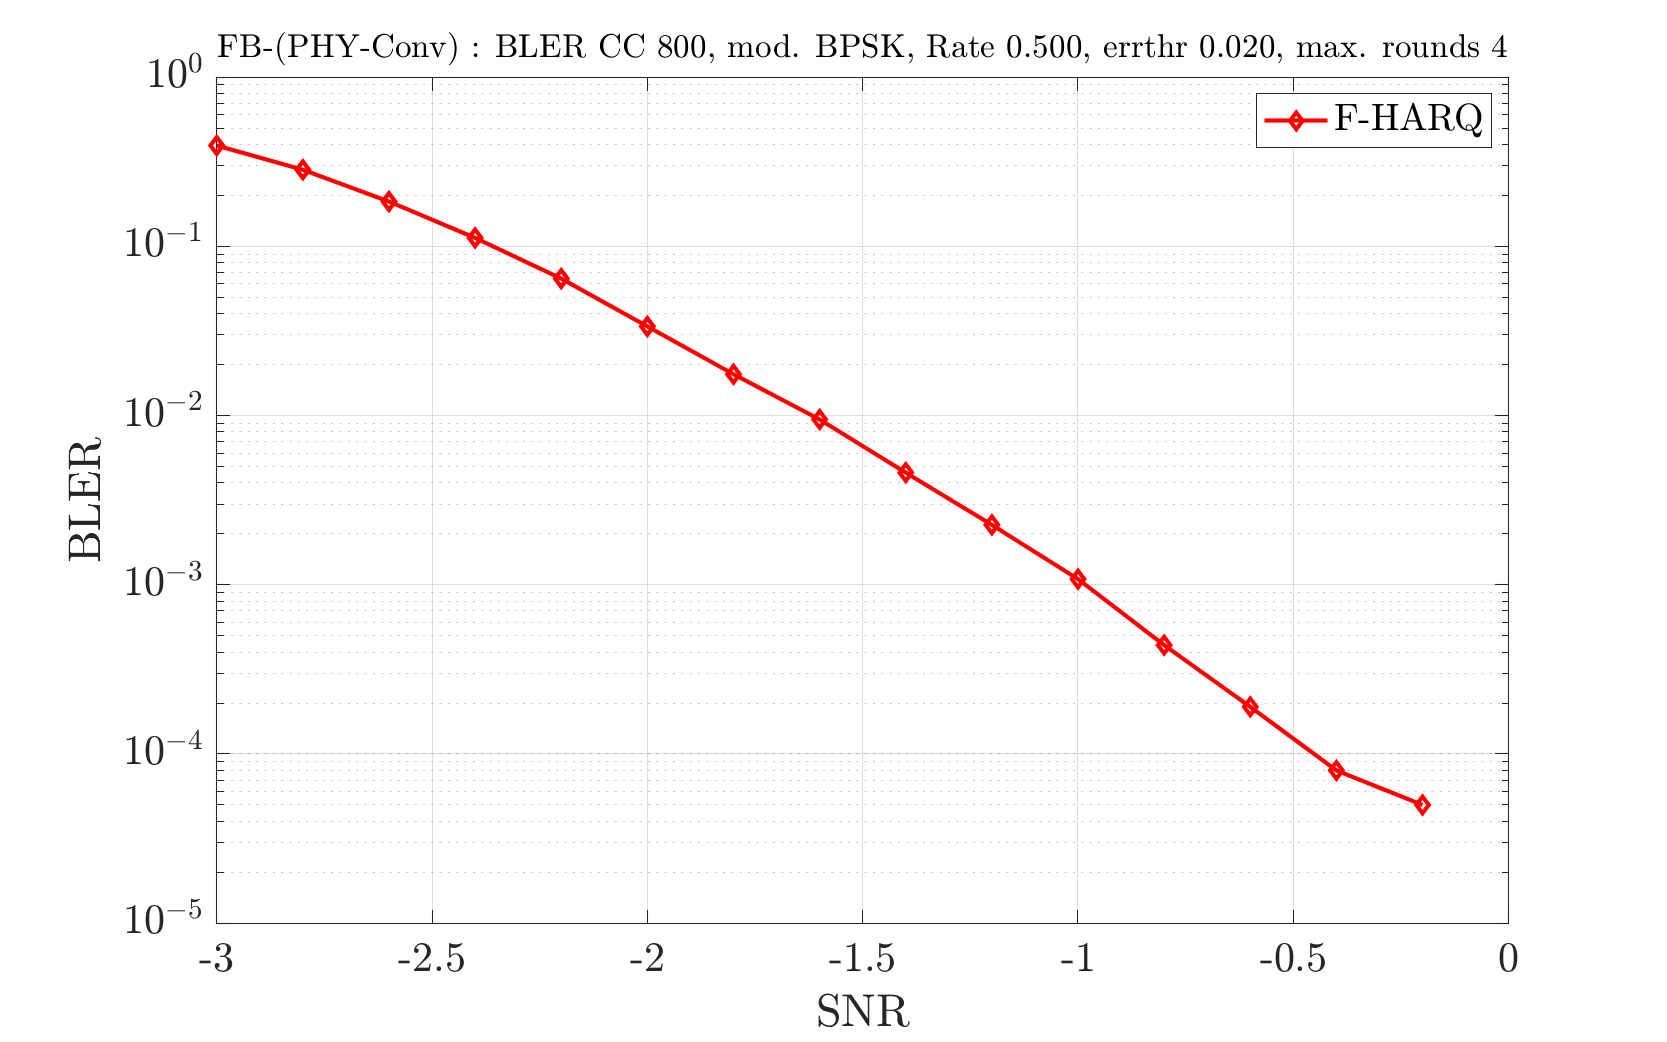 FB-(PHY-Conv) : BLER CC 800, mod. BPSK, Rate 0.500, errthr 0.020, max. rounds 4
F-HARQ
10^0
10^−1
10^−2
10^−3
10^−4
10^−5
BLER
-3 -2.5 -2 -1.5 -1 -0.5 0
SNR